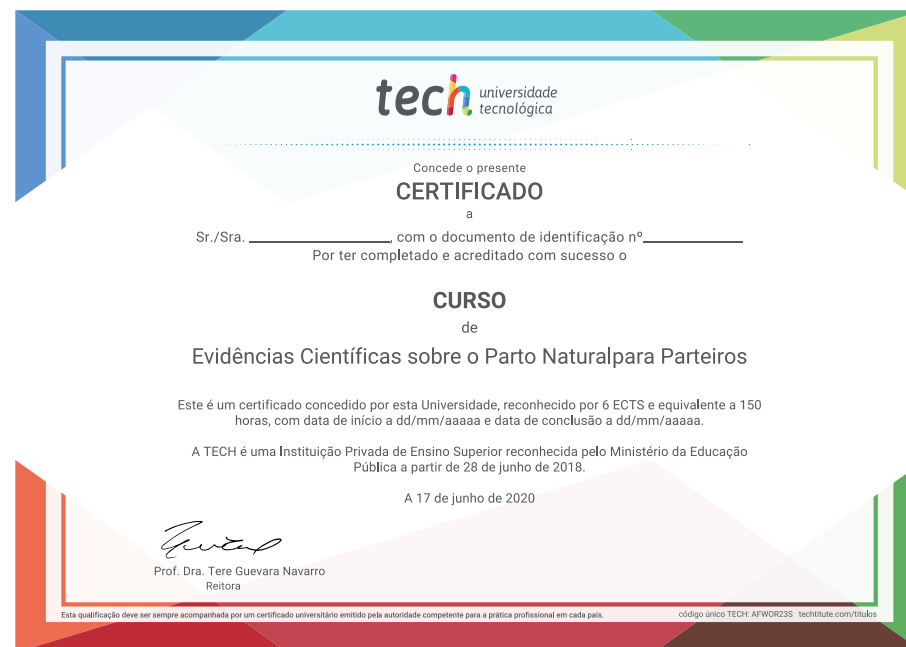 tech universidade
tecnológica
Concede o presente
CERTIFICADO
a
Sr./Sra. ____________, com o documento de identificação nº____________
Por ter completado e acreditado com sucesso o
CURSO
de
Evidências Científicas sobre o Parto Naturalpara Parteiros
Este é um certificado concedido por esta Universidade, reconhecido por 6 ECTS e equivalente a 150
horas, com data de início a dd/mm/aaaaa e data de conclusão a dd/mm/aaaaa.
A TECH é uma Instituição Privada de Ensino Superior reconhecida pelo Ministério da Educação
Pública a partir de 28 de junho de 2018.
A 17 de junho de 2020
Prof. Dra. Tere Guevara Navarro
Reitora
Esta qualificação deve ser sempre acompanhada por um certificado universitário emitido pela autoridade competente para a prática profissional em cada país.
código único TECH: AFWOR23S techtitute.com/titulos